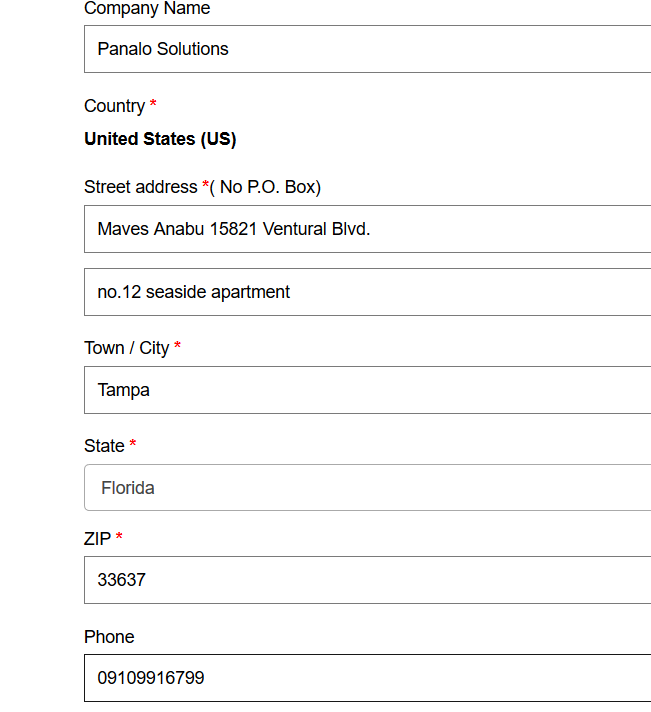 Company Name
Panalo Solutions
Country *
United States (US)
Street address *( No P.O. Box)
Maves Anabu 15821 Ventural Blvd.
no.12 seaside apartment
Town / City *
Tampa
State *
Florida
ZIP *
33637
Phone
09109916799